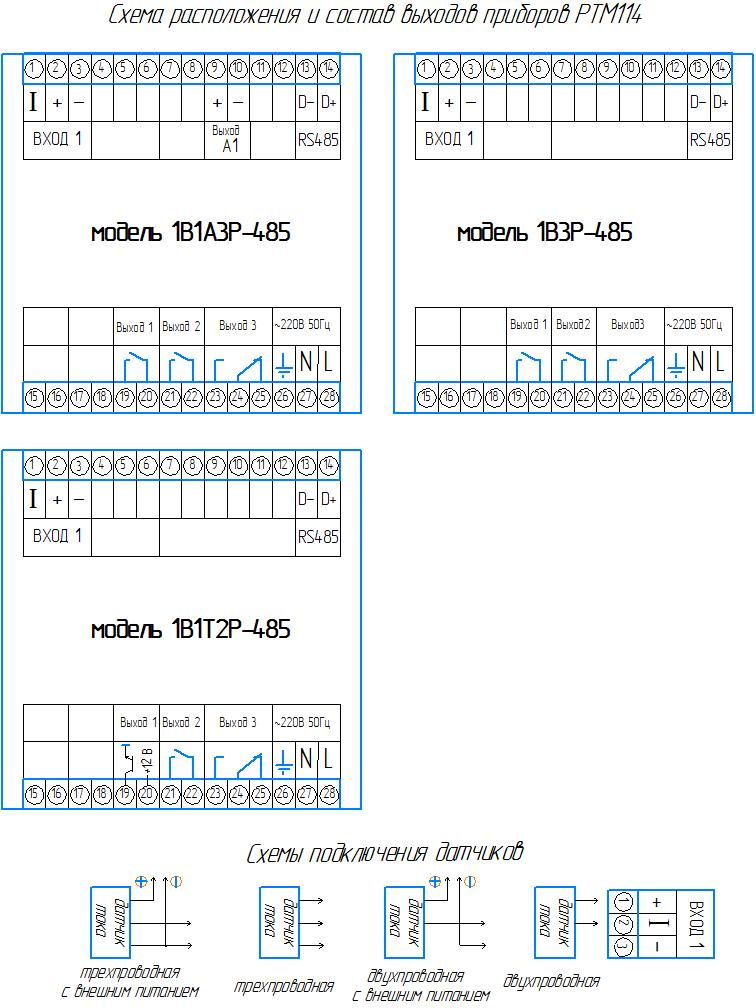 Схема расположения и состав выходов приборов РТМ114
1 2 3 4 5 6 7 8 9 10 11 12 13 14
I + − + − D− D+
ВХОД 1 Выход А1 RS485
модель 1В1А3Р-485
Выход 1 Выход 2 Выход 3 ~220В 50Гц
N L
15 16 17 18 19 20 21 22 23 24 25 26 27 28
1 2 3 4 5 6 7 8 9 10 11 12 13 14
I + − D− D+
ВХОД 1 RS485
модель 1В3Р-485
Выход 1 Выход2 Выход3 ~220В 50Гц
N L
15 16 17 18 19 20 21 22 23 24 25 26 27 28
1 2 3 4 5 6 7 8 9 10 11 12 13 14
I + − D− D+
ВХОД 1 RS485
модель 1В1Т2Р-485
Выход 1 Выход 2 Выход 3 ~220В 50Гц
+12 В N L
15 16 17 18 19 20 21 22 23 24 25 26 27 28
Схемы подключения датчиков
датчик
тока
трехпроводная
с внешним питанием
датчик
тока
трехпроводная
датчик
тока
двухпроводная
с внешним питанием
датчик
тока
двухпроводная
1 +
2 I
3 −
ВХОД 1